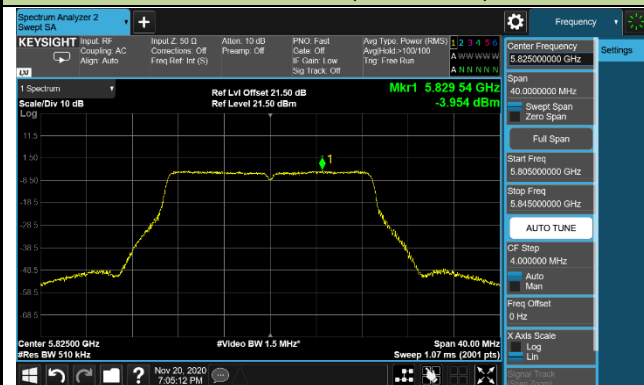 Spectrum Analyzer 2
Swept SA
Frequency
KEYSIGHT
Input: RF
Coupling: AC
Align: Auto
Input Z: 50 Ω
Corrections: Off
Freq Ref: Int (S)
Atten: 10 dB
Preamp: Off
PNO: Fast
Gate: Off
IF Gain: Low
Sig Track: Off
Avg Type: Power (RMS)
Avg|Hold:>100/100
Trig: Free Run
1 2 3 4 5 6
A W W W W W
A N N N N N
LXI
Center Frequency
5.825000000 GHz
Settings
Span
40.0000000 MHz
Swept Span
Zero Span
Full Span
Start Freq
5.805000000 GHz
Stop Freq
5.845000000 GHz
AUTO TUNE
CF Step
4.000000 MHz
Auto
Man
Freq Offset
0 Hz
X Axis Scale
Log
Lin
Signal Track
(Span Zoom)
1 Spectrum
Scale/Div 10 dB
Log
Ref Lvl Offset 21.50 dB
Ref Level 21.50 dBm
Mkr1 5.829 54 GHz
-3.954 dBm
11.5
1.50
-8.50
-18.5
-28.5
-38.5
-48.5
-58.5
-68.5
1
Center 5.82500 GHz
#Res BW 510 kHz
#Video BW 1.5 MHz*
Span 40.00 MHz
Sweep 1.07 ms (2001 pts)
Nov 20, 2020
7:05:12 PM